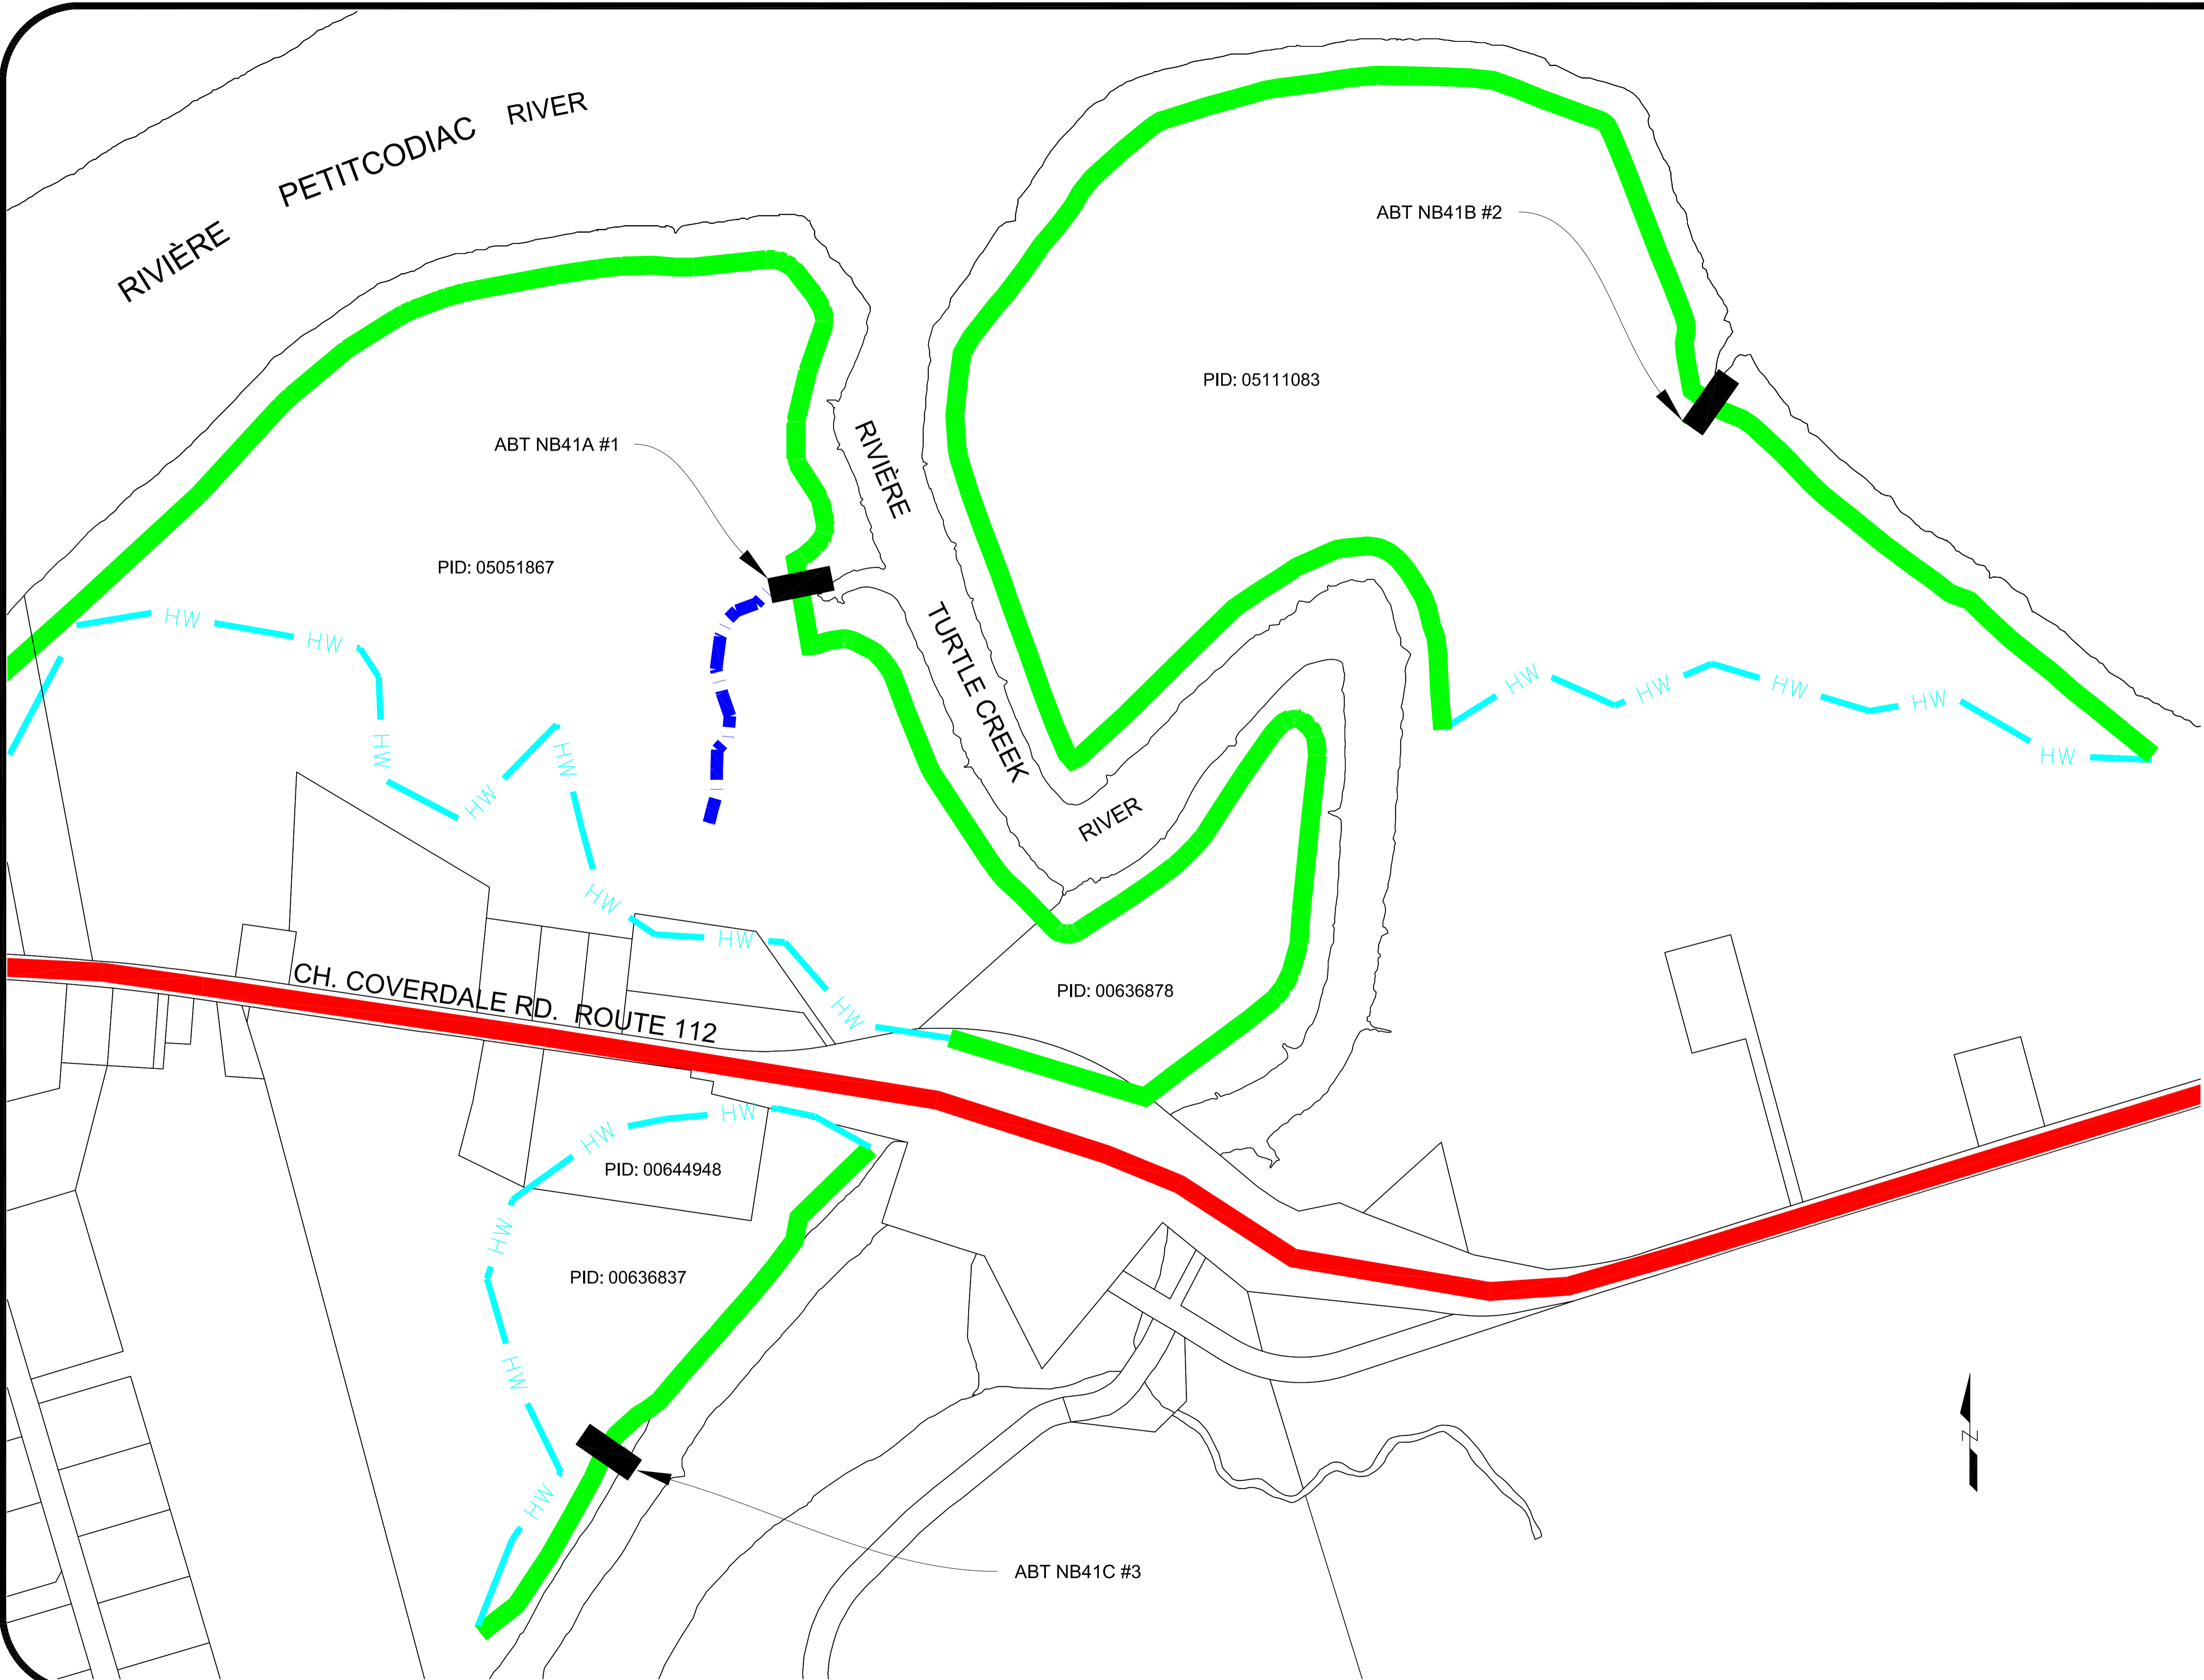 RIVIÈRE PETITCODIAC RIVER
ABT NB41B #2
PID: 05111083
ABT NB41A #1
PID: 05051867
RIVIÈRE
TURTLE CREEK
RIVER
HW
HW
HW
HW
HW
HW
HW
HW
HW
HW
HW
HW
HW
CH. COVERDALE RD. ROUTE 112
PID: 00636878
HW
HW
PID: 00644948
HW
PID: 00636837
HW
HW
ABT NB41C #3
N